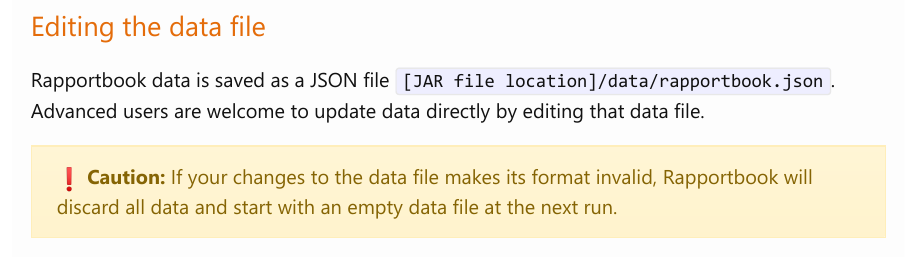 Editing the data file
Rapportbook data is saved as a JSON file [JAR file location]/data/rapportbook.json.
Advanced users are welcome to update data directly by editing that data file.
❗ Caution: If your changes to the data file makes its format invalid, Rapportbook will
discard all data and start with an empty data file at the next run.